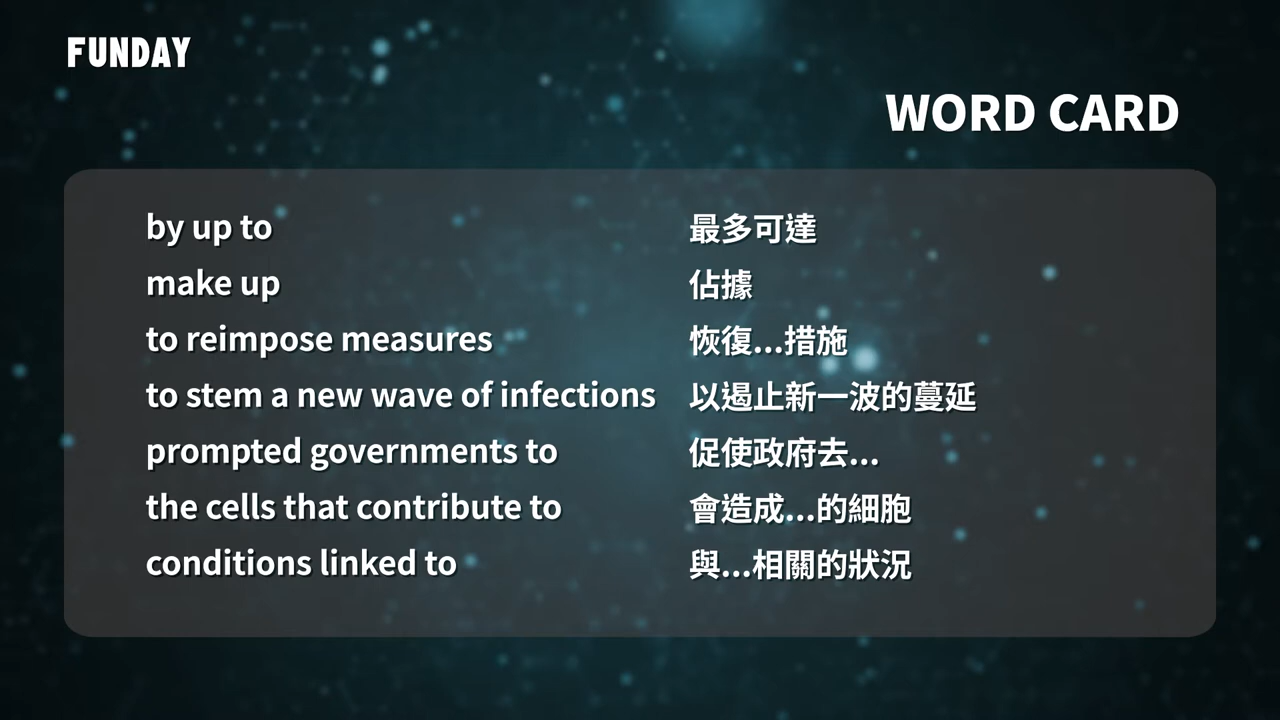 FUNDAY
WORD CARD
by up to 最多可達
make up 佔據
to reimpose measures 恢復...措施
to stem a new wave of infections 以遏止新一波的蔓延
prompted governments to 促使政府去...
the cells that contribute to 會造成...的細胞
conditions linked to 與...相關的狀況